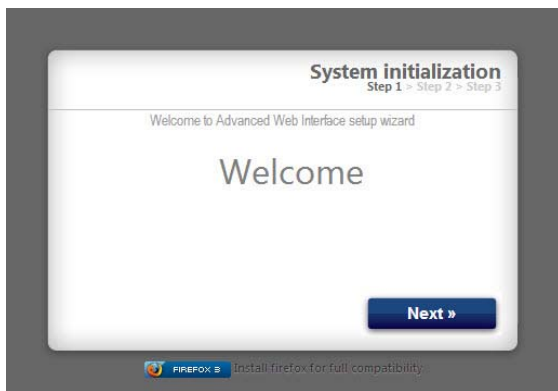 System initialization
Step 1 > Step 2 > Step 3
Welcome to Advanced Web Interface setup wizard
Welcome
Next »
FIREFOX 3 Install firefox for full compatibility